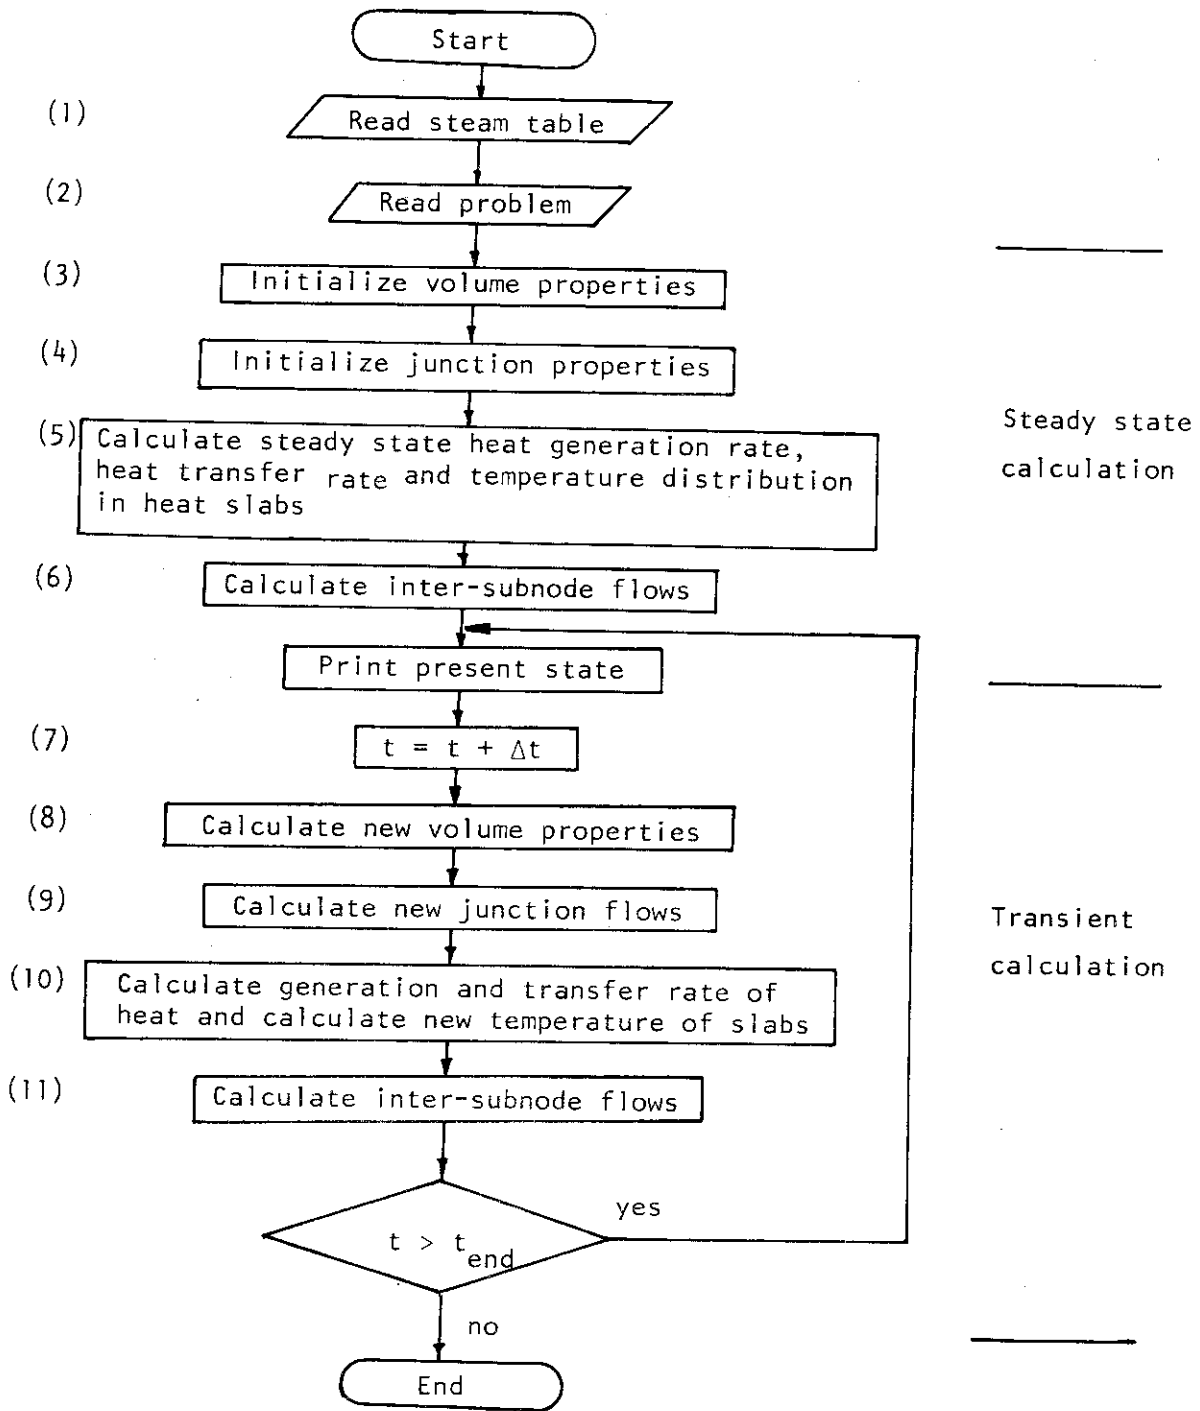 Start
(1)
Read steam table
(2)
Read problem
(3)
Initialize volume properties
(4)
Initialize junction properties
(5)
Calculate steady state heat generation rate,
heat transfer rate and temperature distribution
in heat slabs
Steady state
calculation
(6)
Calculate inter-subnode flows
Print present state
(7)
t = t + Δt
(8)
Calculate new volume properties
(9)
Calculate new junction flows
(10)
Calculate generation and transfer rate of
heat and calculate new temperature of slabs
Transient
calculation
(11)
Calculate inter-subnode flows
yes
t > t_end
no
End